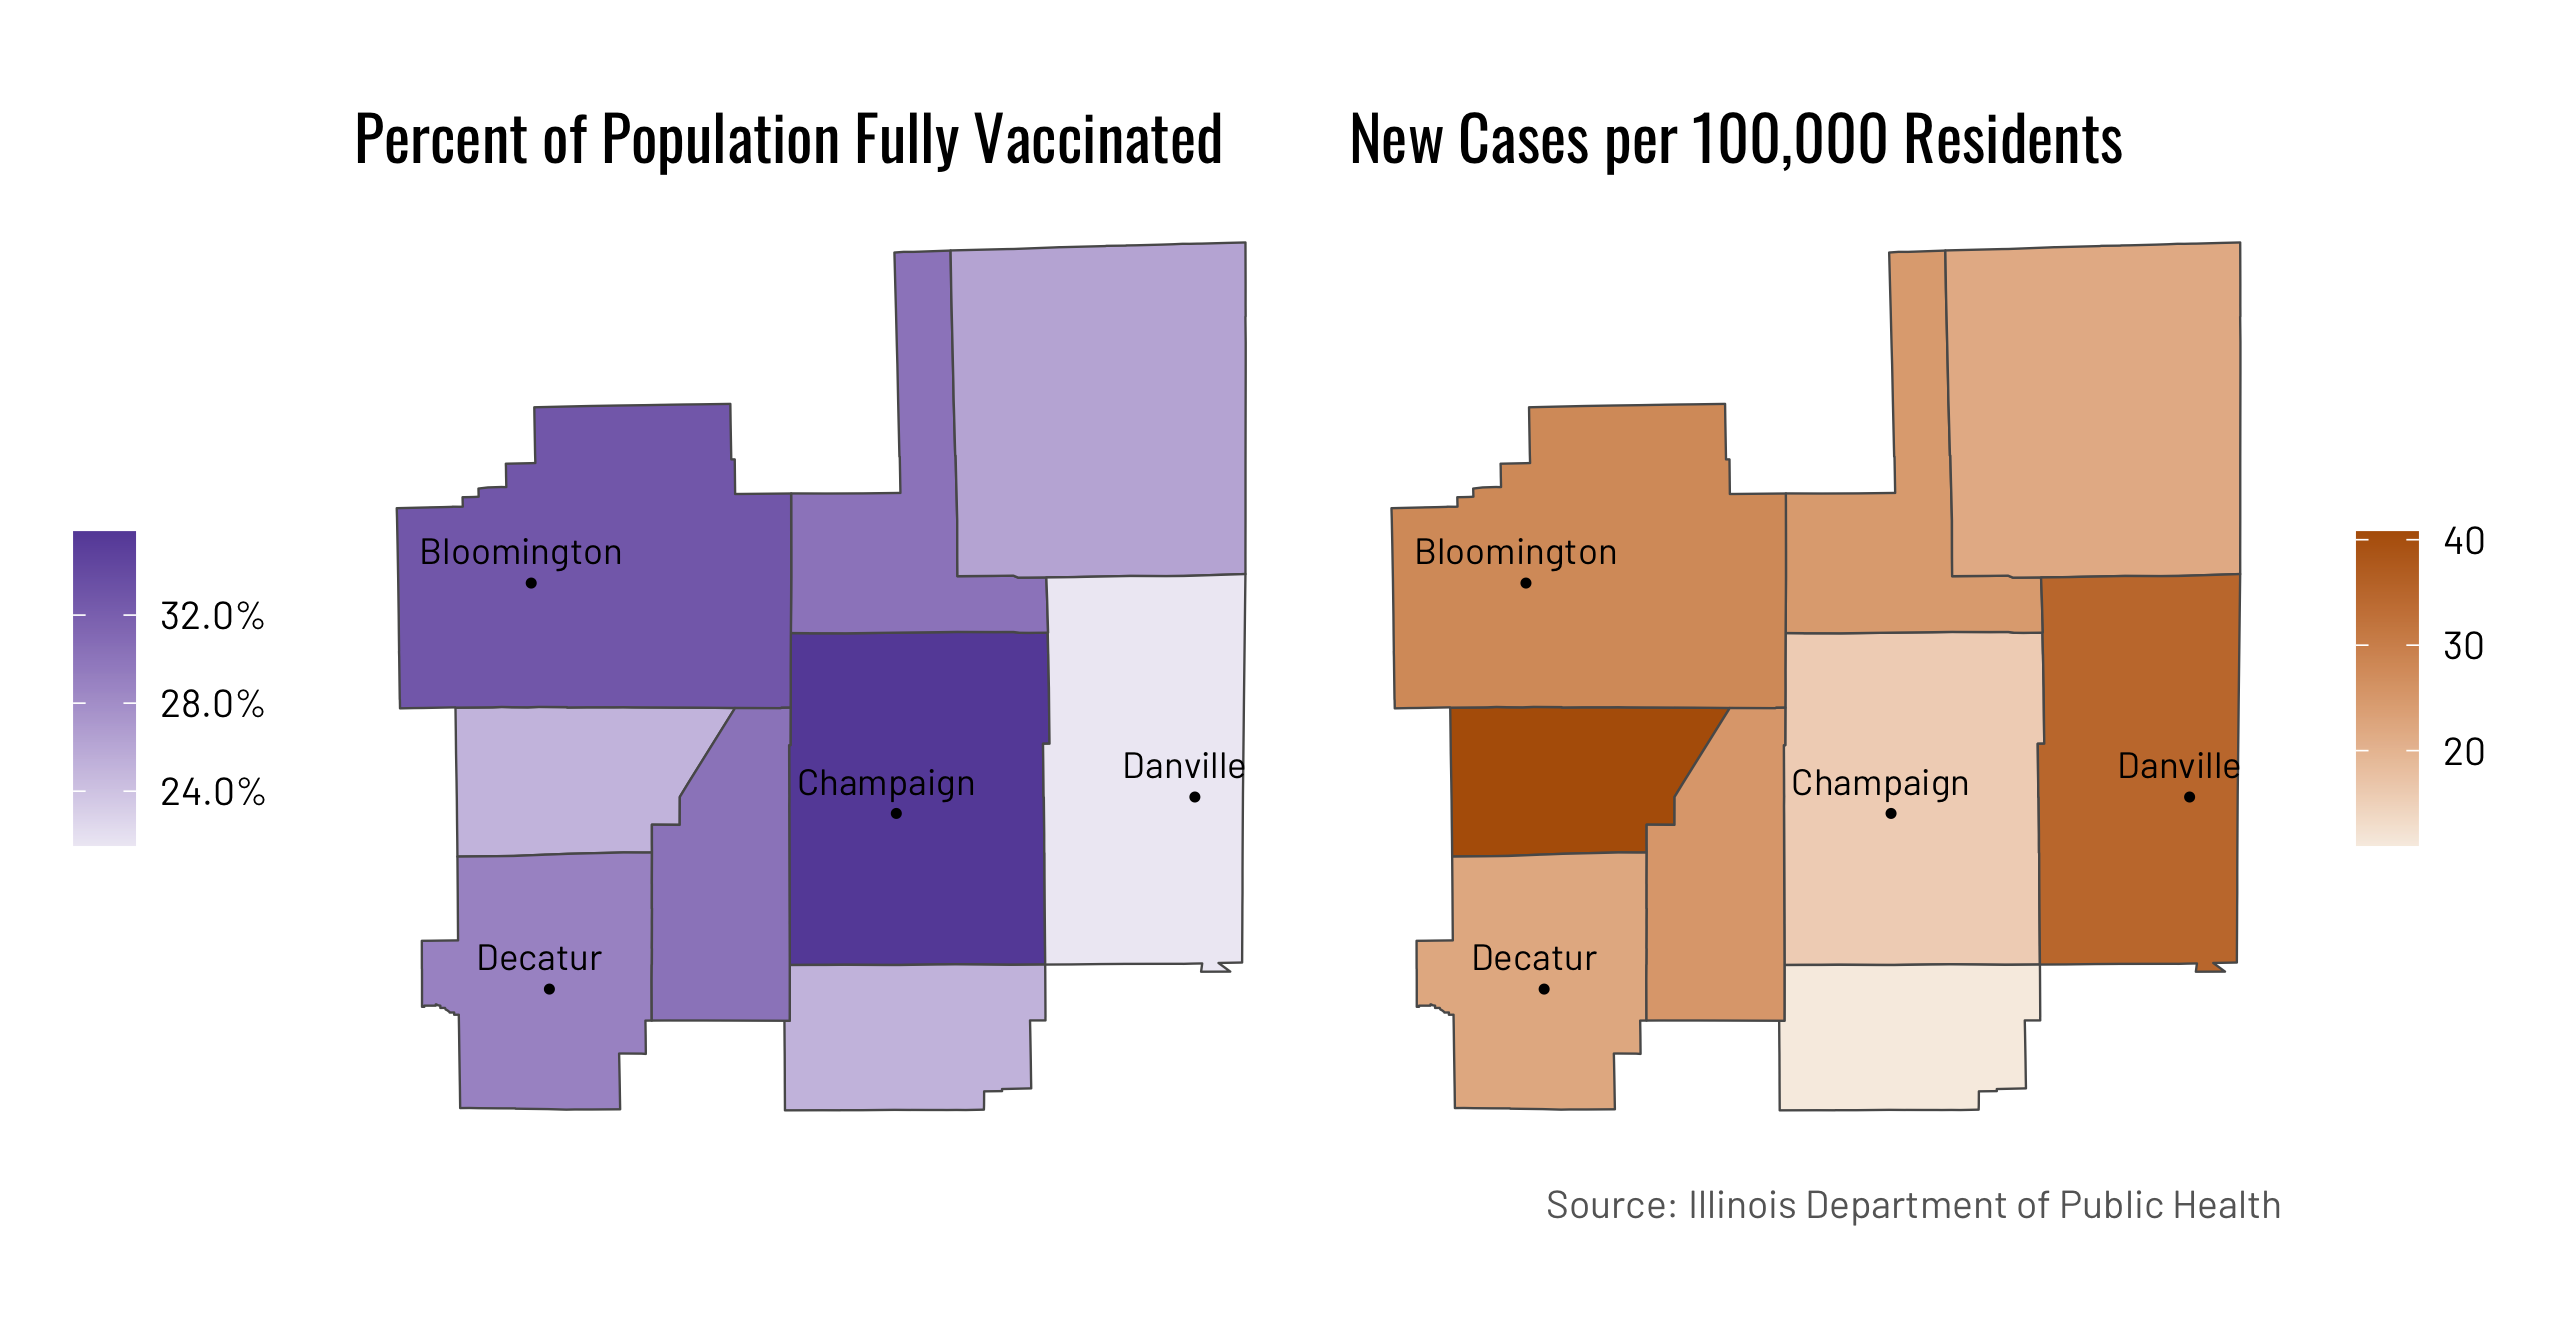 Percent of Population Fully Vaccinated
New Cases per 100,000 Residents
32.0%
28.0%
24.0%
Bloomington
Champaign
Danville
Decatur
Bloomington
Champaign
Danville
Decatur
40
30
20
Source: Illinois Department of Public Health